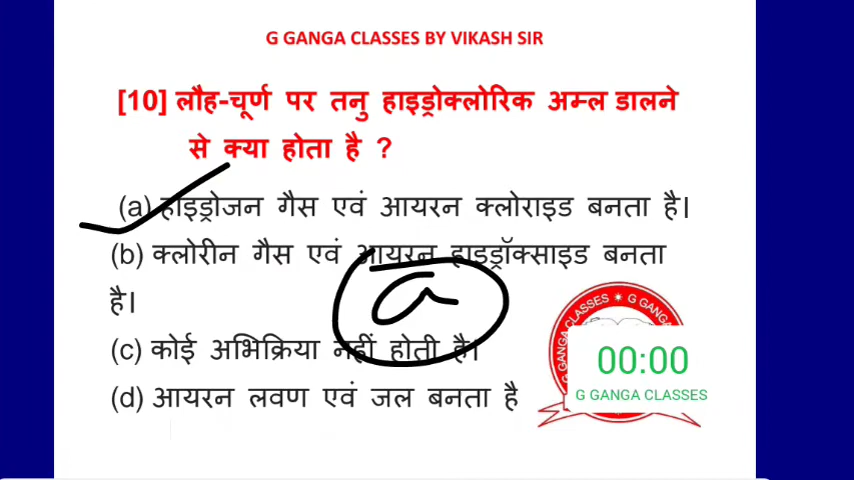 G GANGA CLASSES BY VIKASH SIR
[10] लौह-चूर्ण पर तनु हाइड्रोक्लोरिक अम्ल डालने
से क्या होता है ?
(a) हाइड्रोजन गैस एवं आयरन क्लोराइड बनता है।
(b) क्लोरीन गैस एवं आयरन हाइड्रॉक्साइड बनता
है।
a
(c) कोई अभिक्रिया नहीं होती है।
(d) आयरन लवण एवं जल बनता है
00:00
G GANGA CLASSES